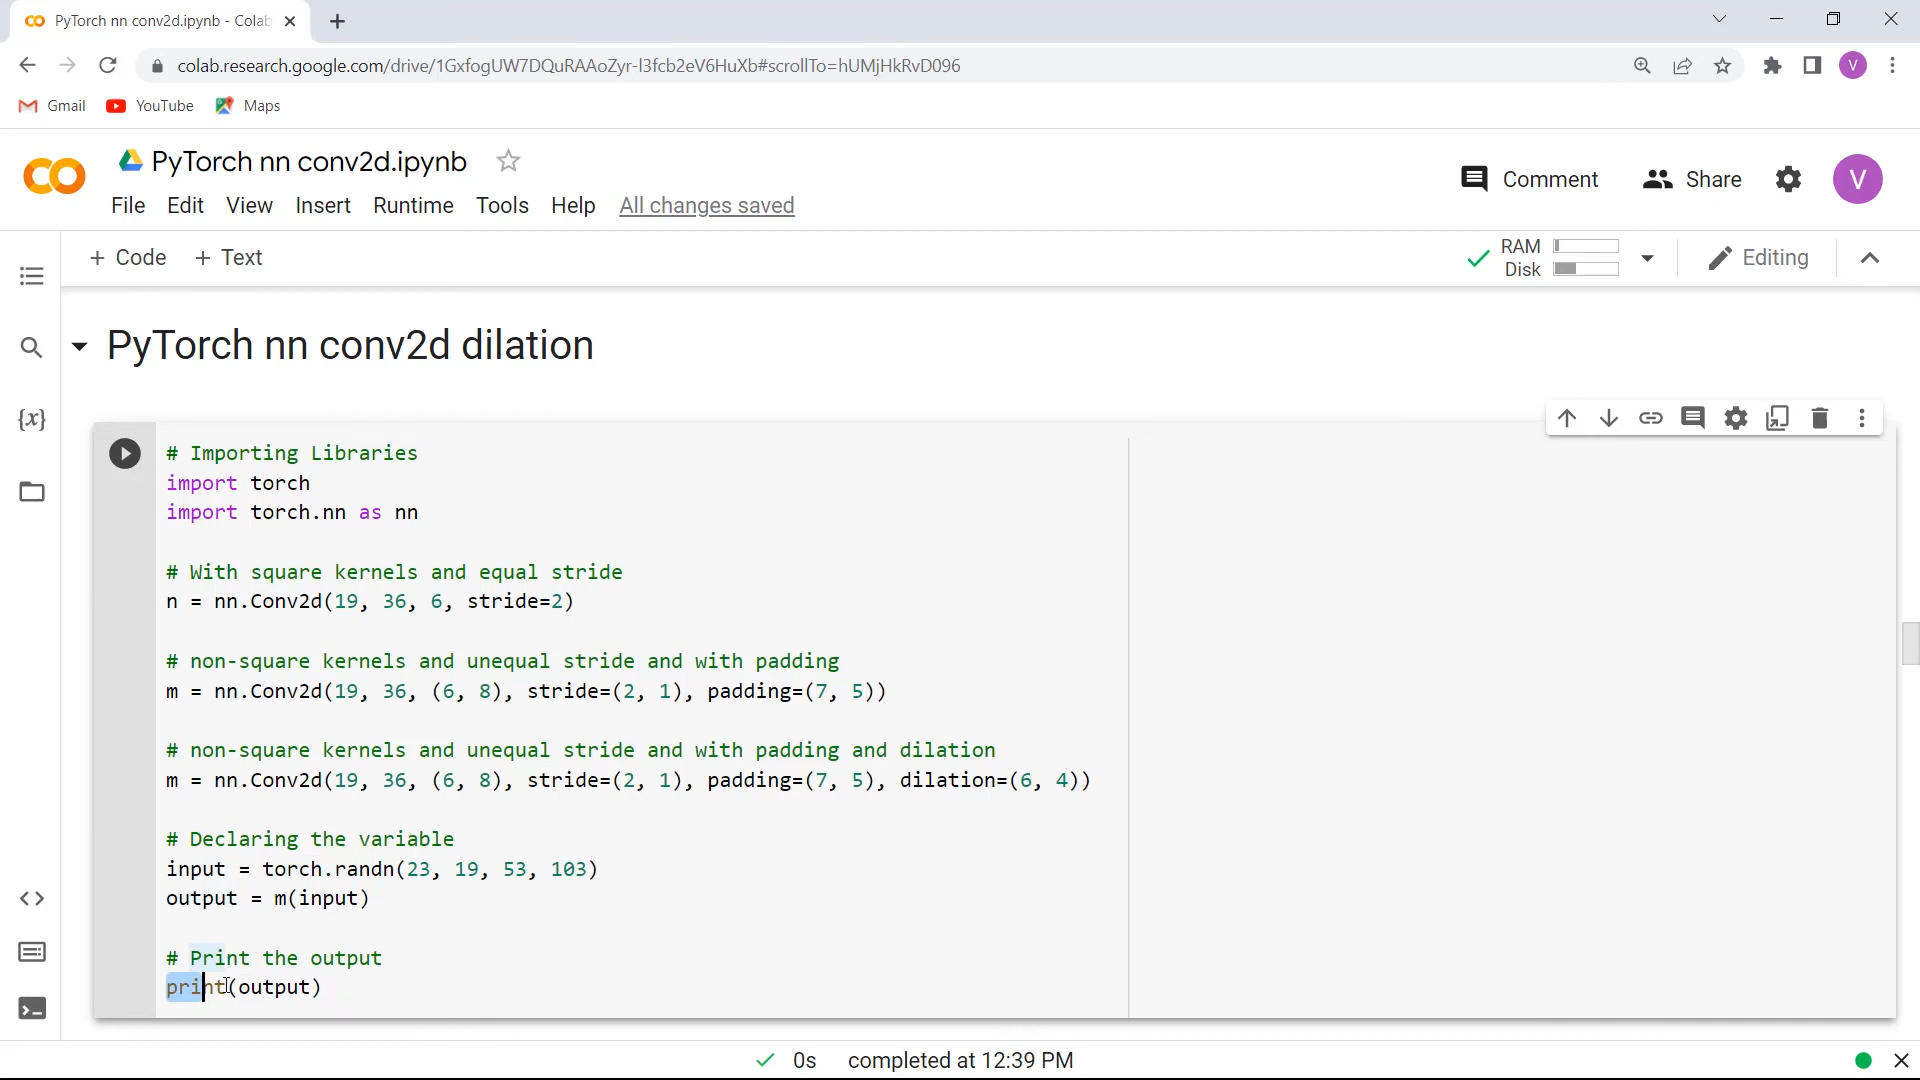 PyTorch nn conv2d.ipynb - Colab
colab.research.google.com/drive/1GxfogUW7DQuRAAoZyr-l3fcb2eV6HuXb#scrollTo=hUMjHkRvD096
V
Gmail YouTube Maps
PyTorch nn conv2d.ipynb
Comment Share V
File Edit View Insert Runtime Tools Help All changes saved
+ Code + Text
RAM
Disk
Editing
{x}
PyTorch nn conv2d dilation
# Importing Libraries
import torch
import torch.nn as nn
# With square kernels and equal stride
n = nn.Conv2d(19, 36, 6, stride=2)
# non-square kernels and unequal stride and with padding
m = nn.Conv2d(19, 36, (6, 8), stride=(2, 1), padding=(7, 5))
# non-square kernels and unequal stride and with padding and dilation
m = nn.Conv2d(19, 36, (6, 8), stride=(2, 1), padding=(7, 5), dilation=(6, 4))
# Declaring the variable
input = torch.randn(23, 19, 53, 103)
output = m(input)
# Print the output
print(output)
0s completed at 12:39 PM